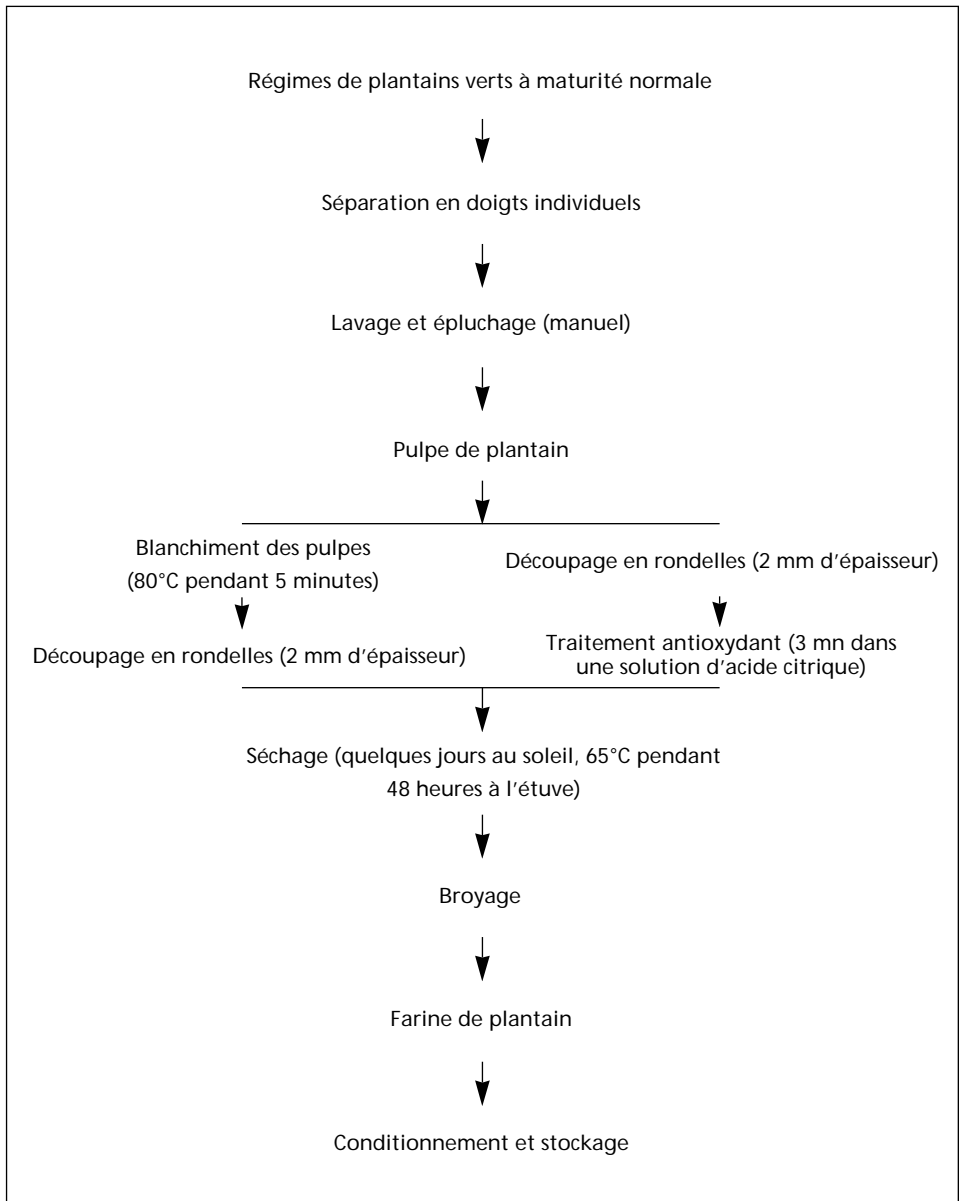 Régimes de plantains verts à maturité normale
Séparation en doigts individuels
Lavage et épluchage (manuel)
Pulpe de plantain
Blanchiment des pulpes
(80°C pendant 5 minutes)
Découpage en rondelles (2 mm d'épaisseur)
Découpage en rondelles (2 mm d'épaisseur)
Traitement antioxydant (3 mn dans
une solution d'acide citrique)
Séchage (quelques jours au soleil, 65°C pendant
48 heures à l'étuve)
Broyage
Farine de plantain
Conditionnement et stockage